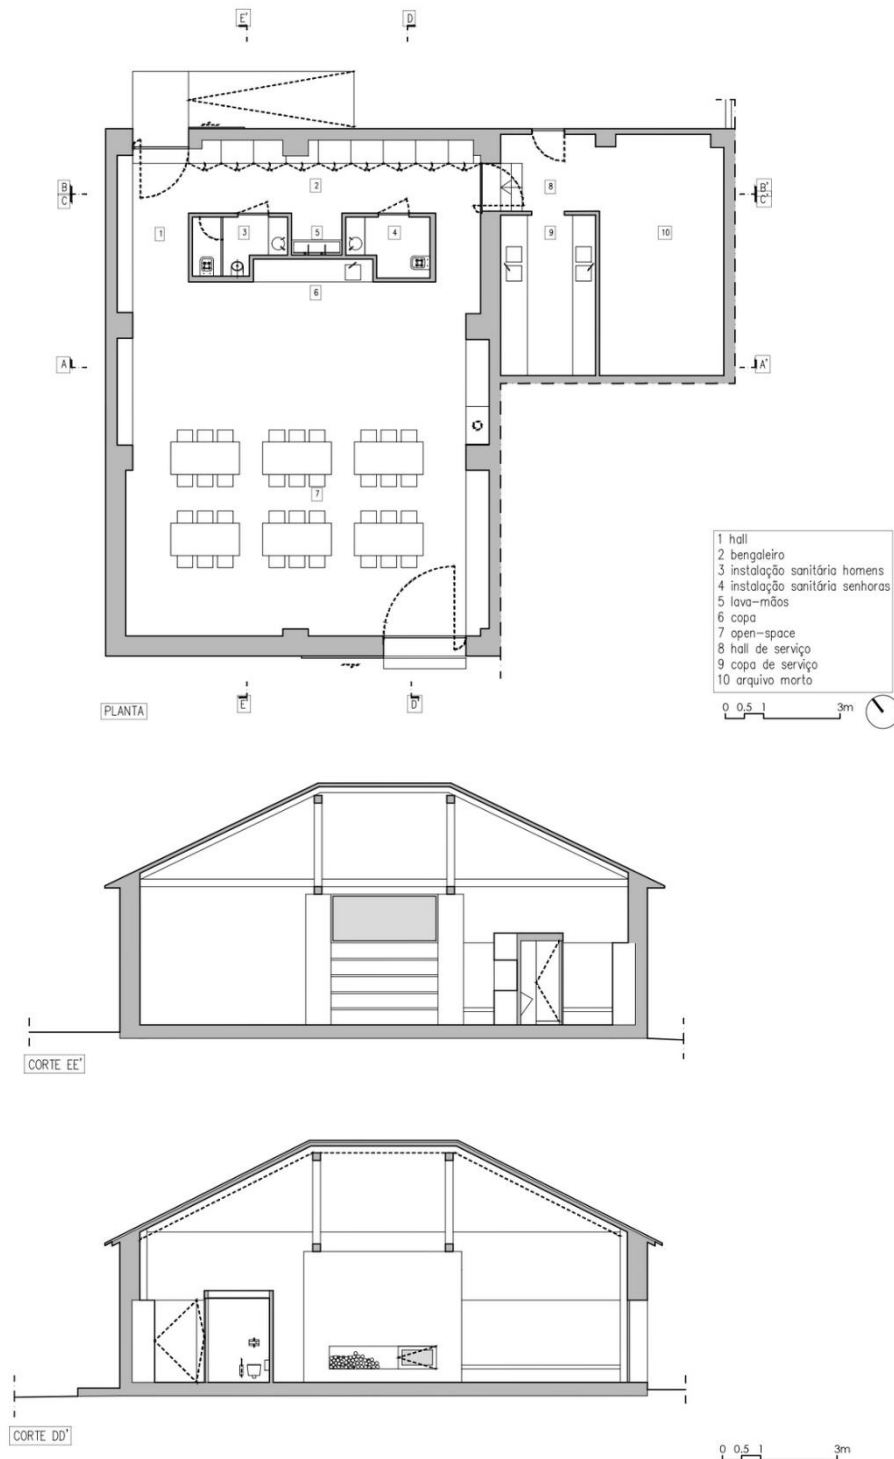 E'
D
B
C
B'
C'
2
8
1
3
5
4
9
10
6
A
A'
7
1 hall
2 bengaleiro
3 instalação sanitária homens
4 instalação sanitária senhoras
5 lava-mãos
6 copa
7 open-space
8 hall de serviço
9 copa de serviço
10 arquivo morto
E
D'
PLANTA
0 0.5 1 3m
CORTE EE'
CORTE DD'
0 0.5 1 3m